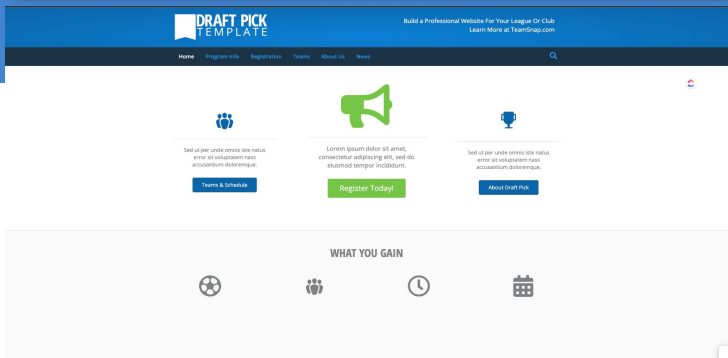 DRAFT PICK
TEMPLATE
Build a Professional Website For Your League Or Club
Learn More at TeamSnap.com
Home Program Info Registration Teams About Us News
Sed ut per unde omnis iste natus
error sit voluptatem nass
accusantium doloremque.
Teams & Schedule
Lorem ipsum dolor sit amet,
consectetur adipiscing elit, sed do
eiusmod tempor incididunt.
Register Today!
Sed ut per unde omnis iste natus
error sit voluptatem nass
accusantium doloremque.
About Draft Pick
WHAT YOU GAIN